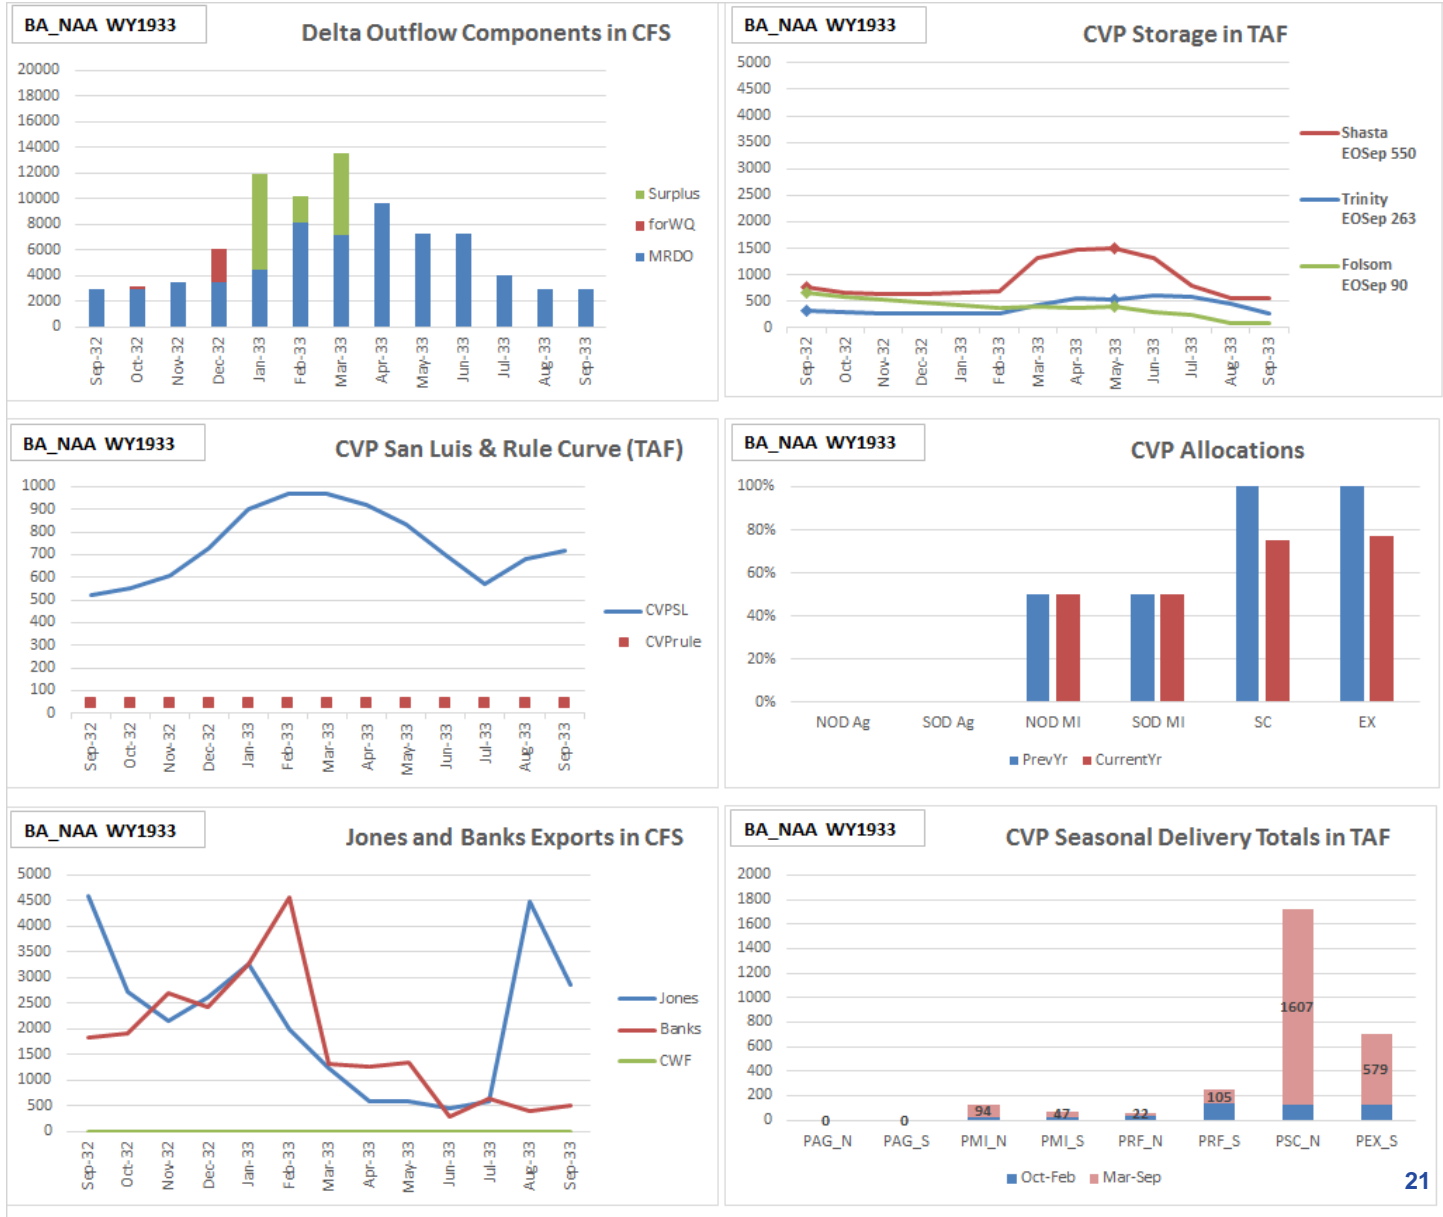 BA_NAA WY1933
Delta Outflow Components in CFS
20000
18000
16000
14000
12000
10000
8000
6000
4000
2000
0
Sep-32
Oct-32
Nov-32
Dec-32
Jan-33
Feb-33
Mar-33
Apr-33
May-33
Jun-33
Jul-33
Aug-33
Sep-33
Surplus
forWQ
MRDO
BA_NAA WY1933
CVP Storage in TAF
5000
4500
4000
3500
3000
2500
2000
1500
1000
500
0
Sep-32
Oct-32
Nov-32
Dec-32
Jan-33
Feb-33
Mar-33
Apr-33
May-33
Jun-33
Jul-33
Aug-33
Sep-33
Shasta
EOSep 550
Trinity
EOSep 263
Folsom
EOSep 90
BA_NAA WY1933
CVP San Luis & Rule Curve (TAF)
1000
900
800
700
600
500
400
300
200
100
0
Sep-32
Oct-32
Nov-32
Dec-32
Jan-33
Feb-33
Mar-33
Apr-33
May-33
Jun-33
Jul-33
Aug-33
Sep-33
CVPSL
CVPrule
BA_NAA WY1933
CVP Allocations
100%
80%
60%
40%
20%
0%
NOD Ag
SOD Ag
NOD MI
SOD MI
SC
EX
PrevYr
CurrentYr
BA_NAA WY1933
Jones and Banks Exports in CFS
5000
4500
4000
3500
3000
2500
2000
1500
1000
500
0
Sep-32
Oct-32
Nov-32
Dec-32
Jan-33
Feb-33
Mar-33
Apr-33
May-33
Jun-33
Jul-33
Aug-33
Sep-33
Jones
Banks
CWF
BA_NAA WY1933
CVP Seasonal Delivery Totals in TAF
2000
1800
1600
1400
1200
1000
800
600
400
200
0
0
0
94
47
22
105
1607
579
PAG_N
PAG_S
PMI_N
PMI_S
PRF_N
PRF_S
PSC_N
PEX_S
Oct-Feb
Mar-Sep
21